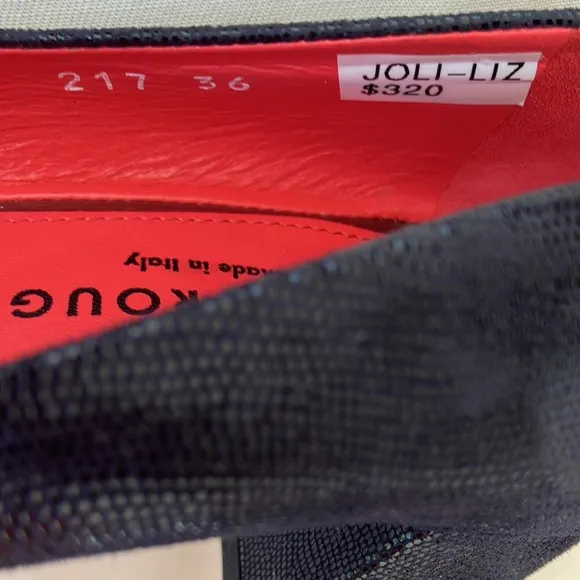 217 36
JOLI-LIZ
$320
made in Italy
ROUG